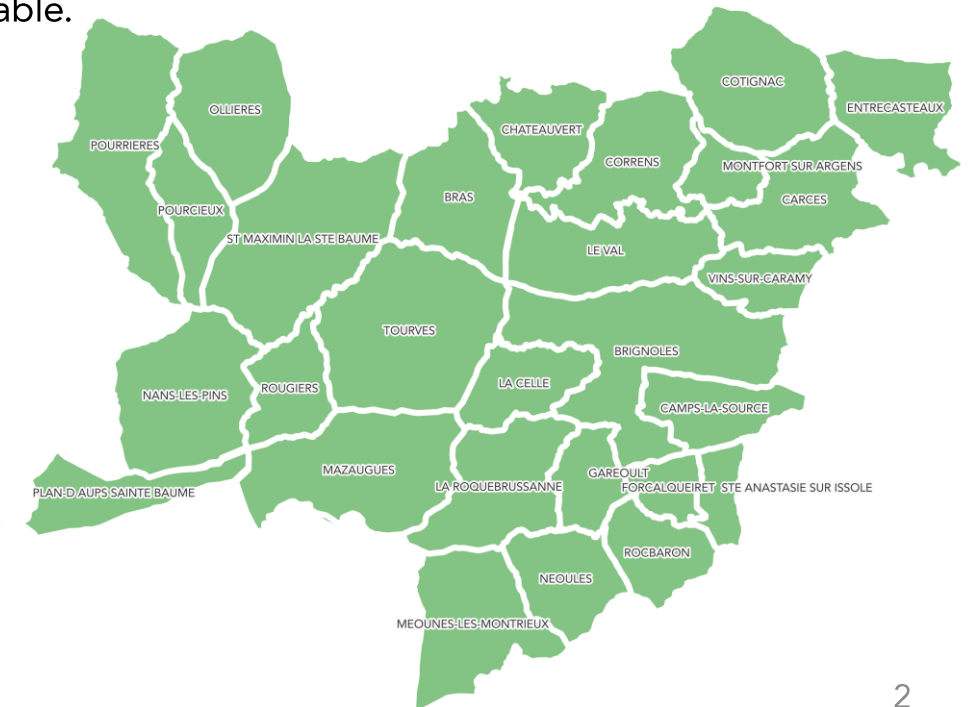 able.
COTIGNAC
ENTRECASTEAUX
OLLIERES
CHATEAUVERT
POURRIERES
CORRENS
MONTFORT SUR ARGENS
BRAS
CARCES
POURCIEUX
ST MAXIMIN LA STE BAUME
LE VAL
VINS-SUR-CARAMY
TOURVES
BRIGNOLES
LA CELLE
ROUGIERS
NANS-LES-PINS
CAMPS-LA-SOURCE
MAZAUGUES
GAREOULT
PLAN-D AUPS SAINTE BAUME
LA ROQUEBRUSSANNE
FORCALQUEIRET
STE ANASTASIE SUR ISSOLE
ROCBARON
NEOULES
MEOUNES-LES-MONTRIEUX
2